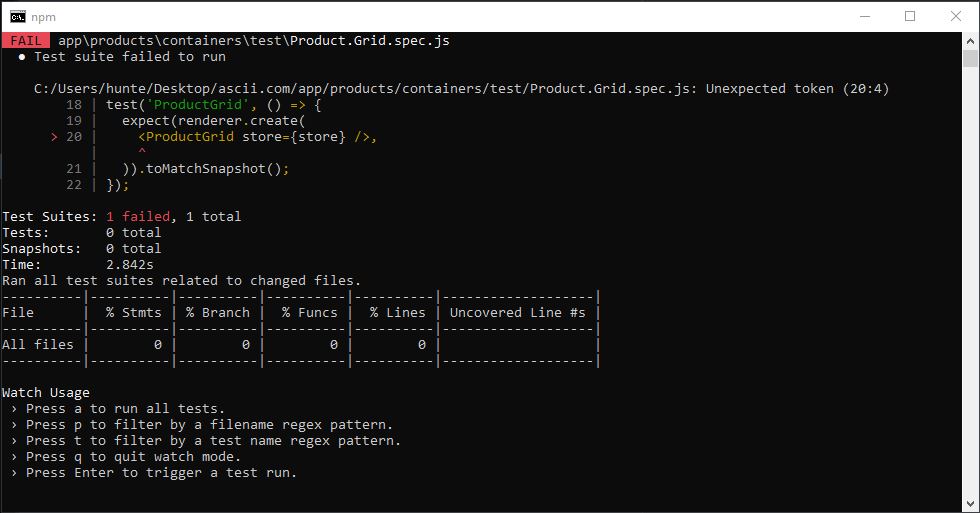 npm
FAIL app\products\containers\test\Product.Grid.spec.js
● Test suite failed to run
C:/Users/hunte/Desktop/ascii.com/app/products/containers/test/Product.Grid.spec.js: Unexpected token (20:4)
18 | test('ProductGrid', () => {
19 |   expect(renderer.create(
> 20 |     <ProductGrid store={store} />,
|     ^
21 |   )).toMatchSnapshot();
22 | });
Test Suites: 1 failed, 1 total
Tests:       0 total
Snapshots:   0 total
Time:        2.842s
Ran all test suites related to changed files.
----------|----------|----------|----------|----------|-------------------|
File      |  % Stmts | % Branch |  % Funcs |  % Lines | Uncovered Line #s |
----------|----------|----------|----------|----------|-------------------|
All files |        0 |        0 |        0 |        0 |                   |
----------|----------|----------|----------|----------|-------------------|
Watch Usage
› Press a to run all tests.
› Press p to filter by a filename regex pattern.
› Press t to filter by a test name regex pattern.
› Press q to quit watch mode.
› Press Enter to trigger a test run.